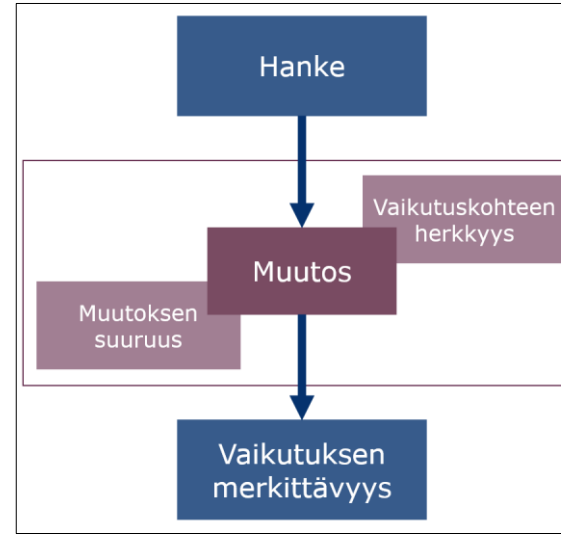 Hanke
Vaikutuskohteen
herkkyys
Muutos
Muutoksen
suuruus
Vaikutuksen
merkittävyys